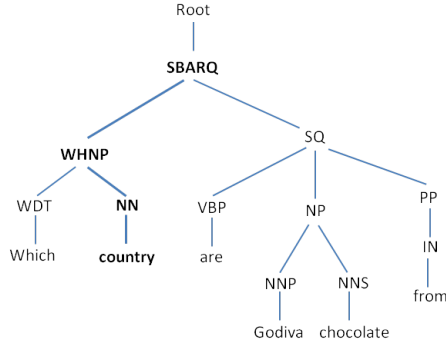 Root
SBARQ
WHNP
SQ
WDT
NN
VBP
NP
PP
Which
country
are
IN
NNP
NNS
from
Godiva
chocolate